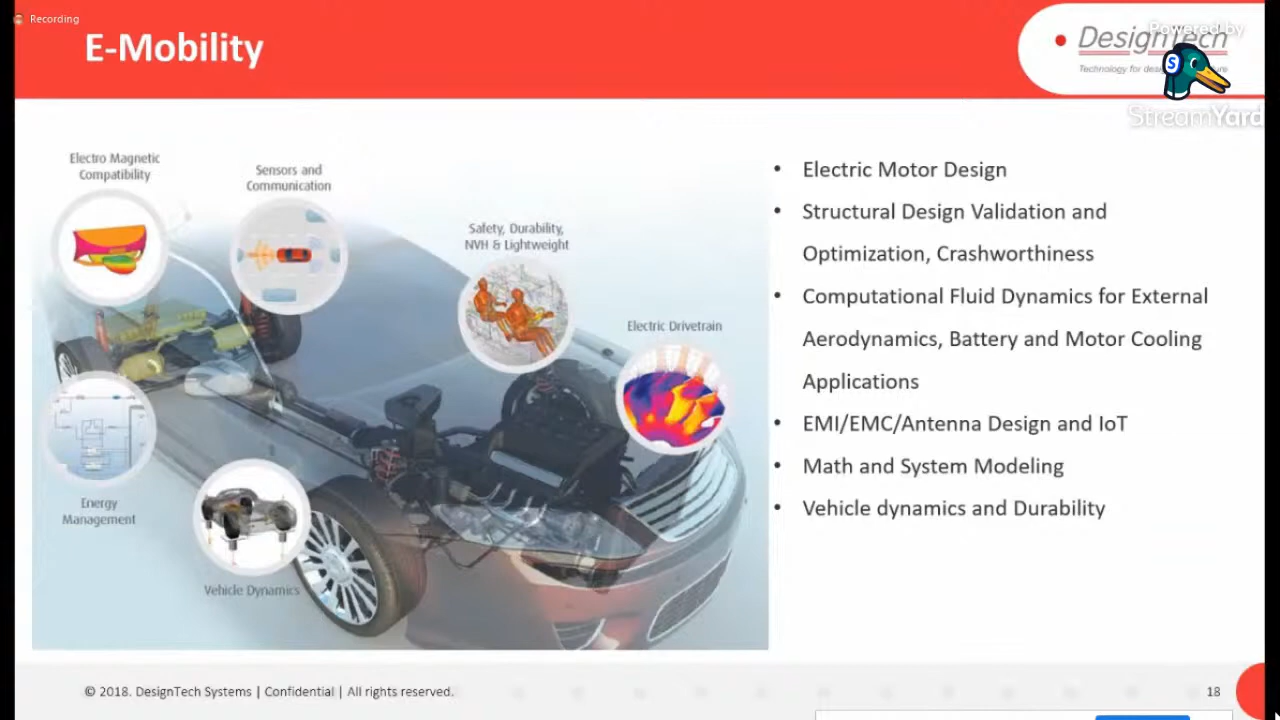 Recording
E-Mobility
Powered by
DesignTech
StreamYard
Electro Magnetic
Compatibility
Sensors and
Communication
Safety, Durability,
NVH & Lightweight
Electric Drivetrain
Energy
Management
Vehicle Dynamics
• Electric Motor Design
• Structural Design Validation and
Optimization, Crashworthiness
• Computational Fluid Dynamics for External
Aerodynamics, Battery and Motor Cooling
Applications
• EMI/EMC/Antenna Design and IoT
• Math and System Modeling
• Vehicle dynamics and Durability
© 2018. DesignTech Systems | Confidential | All rights reserved.
18